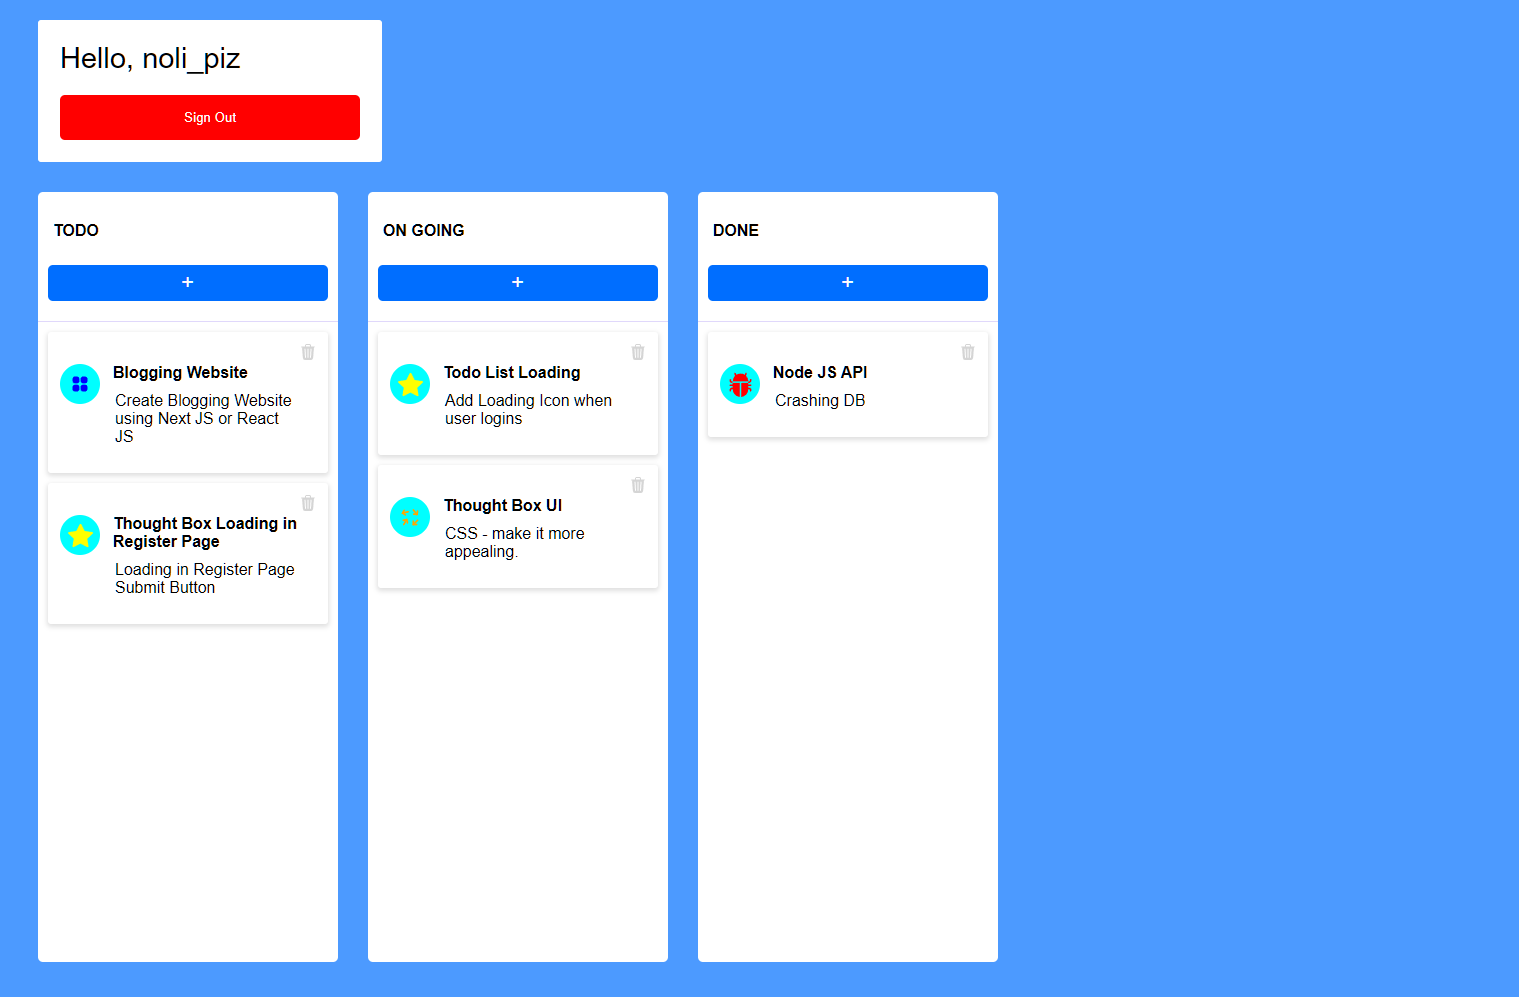 Hello, noli_piz
Sign Out
TODO
+
Blogging Website
Create Blogging Website
using Next JS or React
JS
Thought Box Loading in
Register Page
Loading in Register Page
Submit Button
ON GOING
+
Todo List Loading
Add Loading Icon when
user logins
Thought Box UI
CSS - make it more
appealing.
DONE
+
Node JS API
Crashing DB